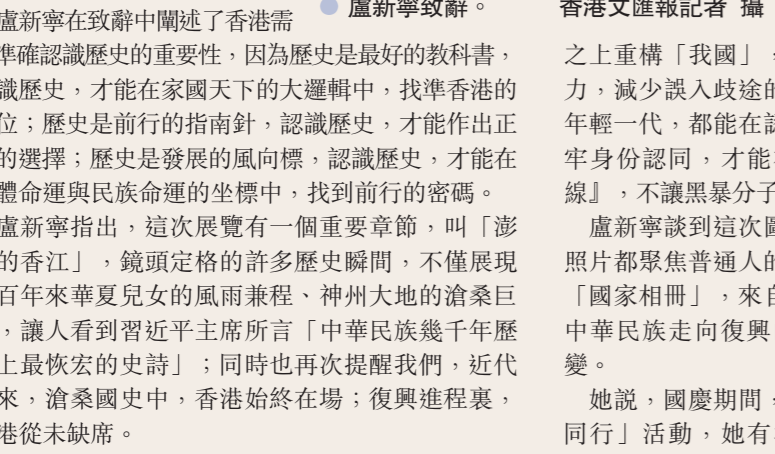 ● 盧新寧致辭。 香港文匯報記者 攝
盧新寧在致辭中闡述了香港需
準確認識歷史的重要性，因為歷史是最好的教科書，
識歷史，才能在家國天下的大邏輯中，找準香港的
位；歷史是前行的指南針，認識歷史，才能作出正
的選擇；歷史是發展的風向標，認識歷史，才能在
體命運與民族命運的坐標中，找到前行的密碼。
盧新寧指出，這次展覽有一個重要章節，叫「澎
的香江」，鏡頭定格的許多歷史瞬間，不僅展現
百年來華夏兒女的風雨兼程、神州大地的滄桑巨
，讓人看到習近平主席所言「中華民族幾千年歷
上最恢宏的史詩」；同時也再次提醒我們，近代
來，滄桑國史中，香港始終在場；復興進程裏，
港從未缺席。
之上重構「我國」，
力，減少誤入歧途的
年輕一代，都能在
牢身份認同，才能
線』，不讓黑暴分子
盧新寧談到這次圖
照片都聚焦普通人的
「國家相冊」，來自
中華民族走向復興
變。
她説，國慶期間，
同行」活動，她有